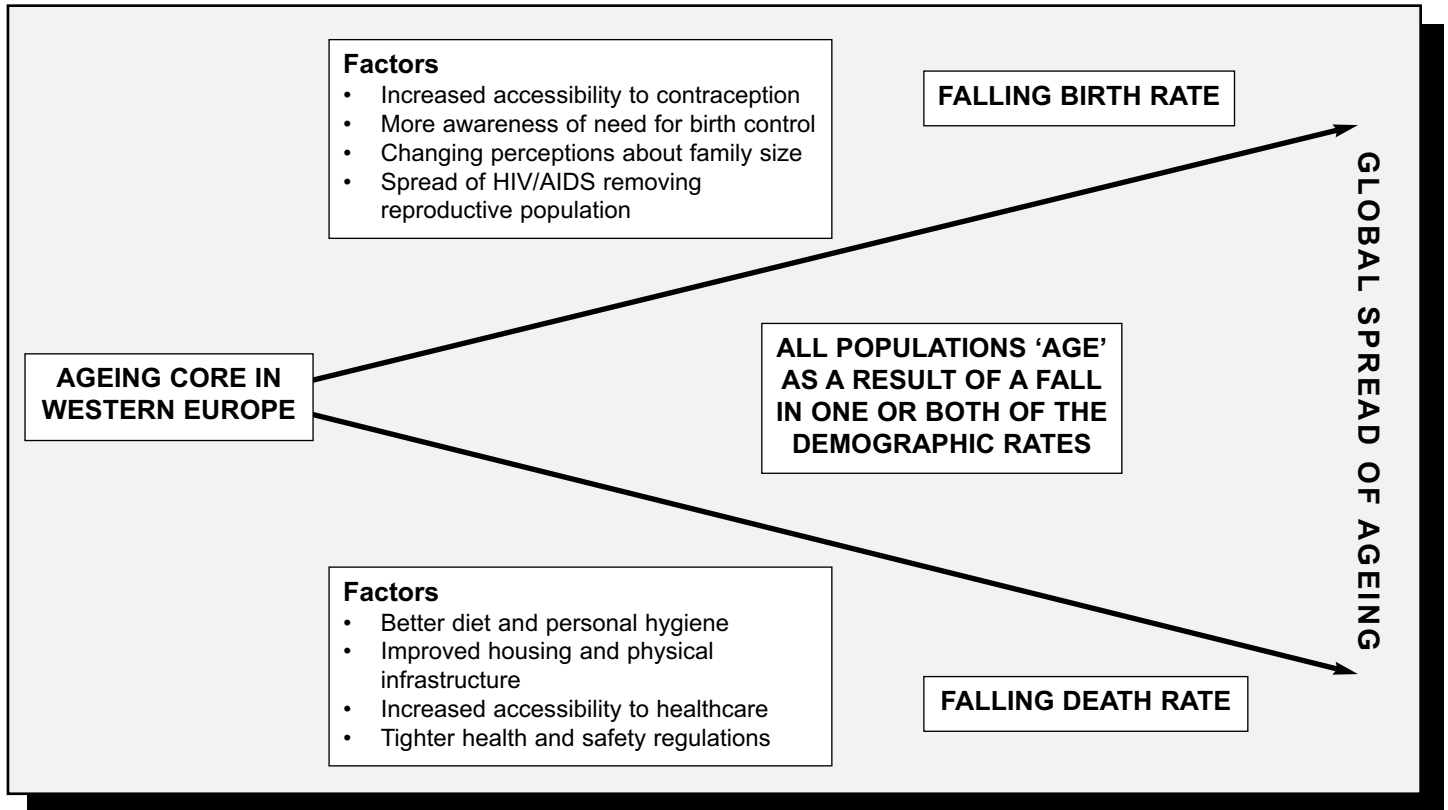 Factors
• Increased accessibility to contraception
• More awareness of need for birth control
• Changing perceptions about family size
• Spread of HIV/AIDS removing
reproductive population
FALLING BIRTH RATE
AGEING CORE IN
WESTERN EUROPE
ALL POPULATIONS ‘AGE’
AS A RESULT OF A FALL
IN ONE OR BOTH OF THE
DEMOGRAPHIC RATES
GLOBAL SPREAD OF AGEING
Factors
• Better diet and personal hygiene
• Improved housing and physical
infrastructure
• Increased accessibility to healthcare
• Tighter health and safety regulations
FALLING DEATH RATE